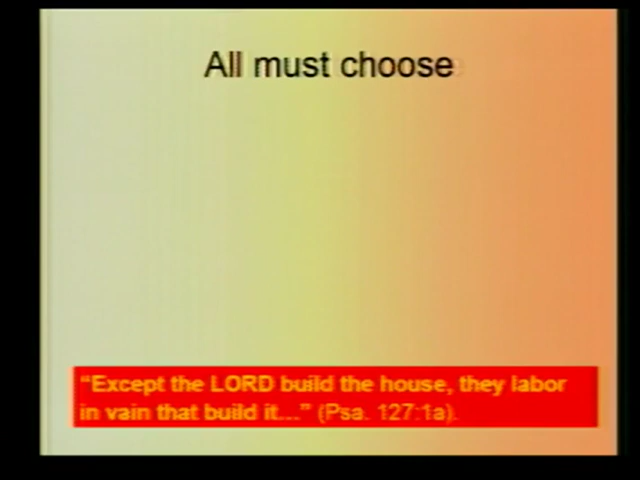 All must choose
“Except the LORD build the house, they labor
in vain that build it...” (Psa. 127:1a).